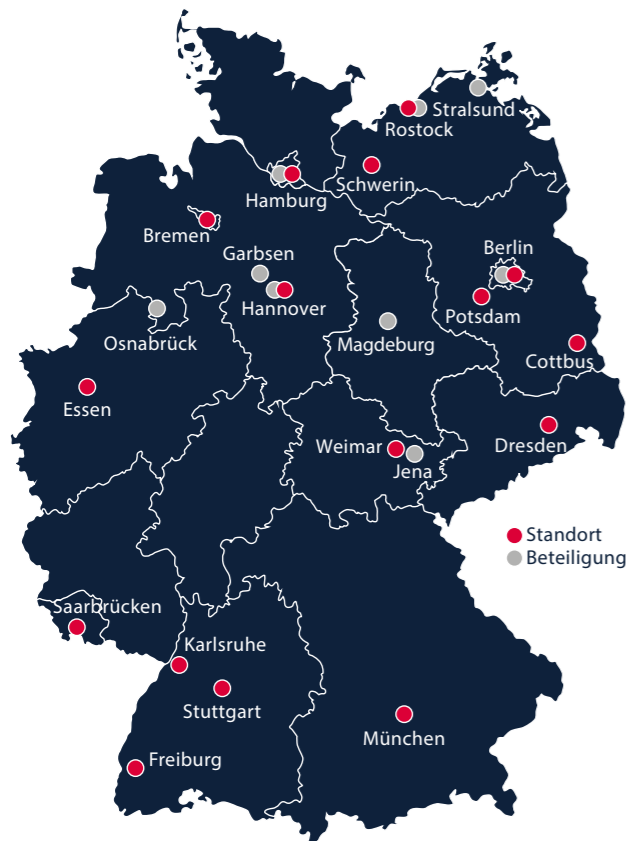 Stralsund
Rostock
Schwerin
Hamburg
Bremen
Garbsen
Berlin
Hannover
Potsdam
Osnabrück
Magdeburg
Cottbus
Essen
Weimar
Dresden
Jena
Standort
Beteiligung
Saarbrücken
Karlsruhe
Stuttgart
München
Freiburg